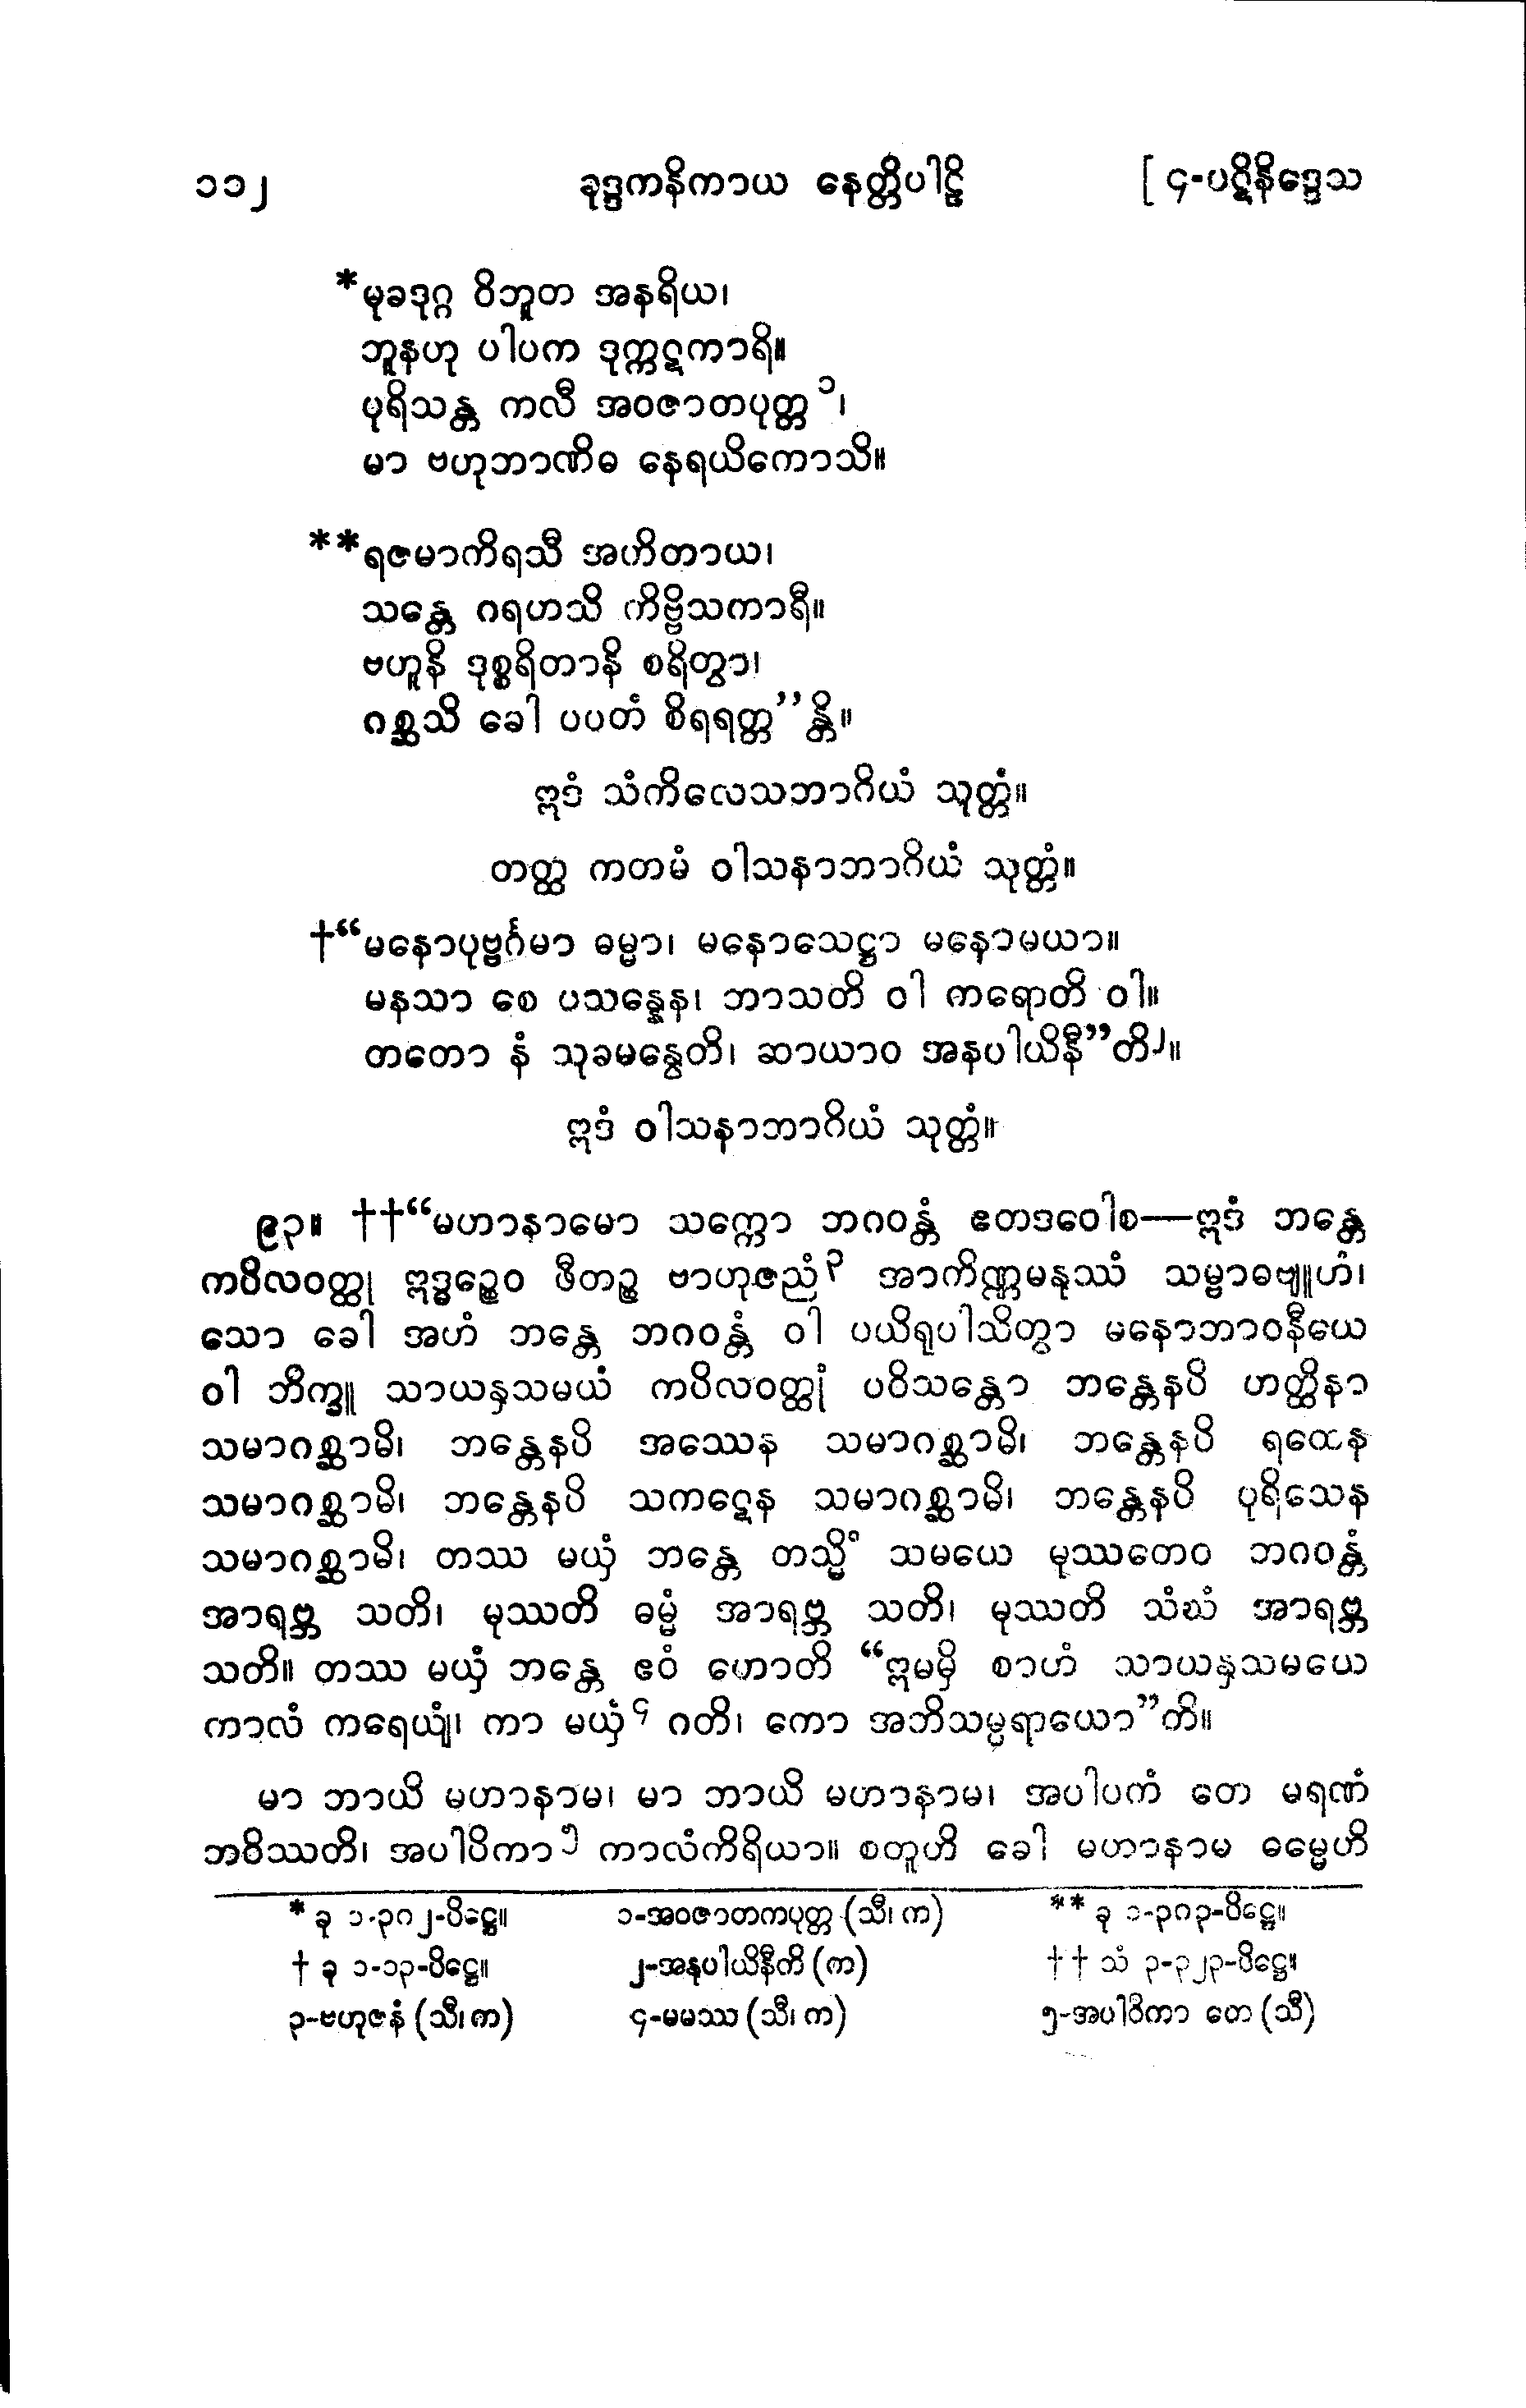 ၁၁၂ ခုဒ္ဒကနိကာယ နေတ္တိပါဠိ [ ၄-ပဋိနိဒ္ဒေသ
*မုခဒုဂ္ဂ ဝိဘူတ အနရိယ၊
ဘူနဟု ပါပက ဒုက္ကဋကာရိ။
ပုရိသန္တ ကလီ အဝဇာတပုတ္တ ၁၊
မာ ဗဟုဘာဏိဓ နေရယိကောသိ။
**ရဇမာကိရသီ အဟိတာယ၊
သန္တေ ဂရဟသိ ကိဗ္ဗိသကာရီ။
ဗဟူနိ ဒုစ္စရိတာနိ စရိတွာ၊
ဂစ္ဆသိ ခေါ ပပတံ စိရရတ္တ”န္တိ။
ဣဒံ သံကိလေသဘာဂိယံ သုတ္တံ။
တတ္ထ ကတမံ ဝါသနာဘာဂိယံ သုတ္တံ။
†“မနောပုဗ္ဗင်္ဂမာ ဓမ္မာ၊ မနောသေဋ္ဌာ မနောမယာ။
မနသာ စေ ပသန္နေန၊ ဘာသတိ ဝါ ကရောတိ ဝါ။
တတော နံ သုခမနွေတိ၊ ဆာယာဝ အနပါယိနီ”တိ၂။
ဣဒံ ဝါသနာဘာဂိယံ သုတ္တံ။
၉၃။ ††“မဟာနာမော သက္ကော ဘဂဝန္တံ ဧတဒဝေါစ—ဣဒံ ဘန္တေ
ကပိလဝတ္ထု ဣဒ္ဓဉ္စေဝ ဖီတဉ္စ ဗာဟုဇညံ၃ အာကိဏ္ဏမနုဿံ သမ္ဗာဓဗျူဟံ၊
သော ခေါ အဟံ ဘန္တေ ဘဂဝန္တံ ဝါ ပယိရုပါသိတွာ မနောဘာဝနီယေ
ဝါ ဘိက္ခူ သာယနှသမယံ ကပိလဝတ္ထုံ ပဝိသန္တော ဘန္တေနပိ ဟတ္ထိနာ
သမာဂစ္ဆာမိ၊ ဘန္တေနပိ အဿေန သမာဂစ္ဆာမိ၊ ဘန္တေနပိ ရထေန
သမာဂစ္ဆာမိ၊ ဘန္တေနပိ သကဋေန သမာဂစ္ဆာမိ၊ ဘန္တေနပိ ပုရိသေန
သမာဂစ္ဆာမိ၊ တဿ မယှံ ဘန္တေ တသ္မိံ သမယေ မုဿတေဝ ဘဂဝန္တံ
အာရဗ္ဘ သတိ၊ မုဿတိ ဓမ္မံ အာရဗ္ဘ သတိ၊ မုဿတိ သံဃံ အာရဗ္ဘ
သတိ။ တဿ မယှံ ဘန္တေ ဧဝံ ဟောတိ “ဣမမှိ စာဟံ သာယနှသမယေ
ကာလံ ကရေယျံ၊ ကာ မယှံ၄ ဂတိ၊ ကော အဘိသမ္ပရာယော”တိ။
မာ ဘာယိ မဟာနာမ၊ မာ ဘာယိ မဟာနာမ၊ အပါပကံ တေ မရဏံ
ဘဝိဿတိ၊ အပါပိကာ၅ ကာလံကိရိယာ။ စတူဟိ ခေါ မဟာနာမ ဓမ္မေဟိ
* ခု ၁-၃၈၂-ပိဋ္ဌေ။ ၁-အဝဇာတကပုတ္တ (သီ၊ က) ** ခု ၁-၃၈၃-ပိဋ္ဌေ။
† ခု ၁-၁၃-ပိဋ္ဌေ။ ၂-အနုပါယိနီတိ (က) †† သံ ၃-၃၂၃-ပိဋ္ဌေ။
၃-ဗဟုဇနံ (သီ၊ က) ၄-မမဿ (သီ၊ က) ၅-အပါပိကာ တေ (သီ)